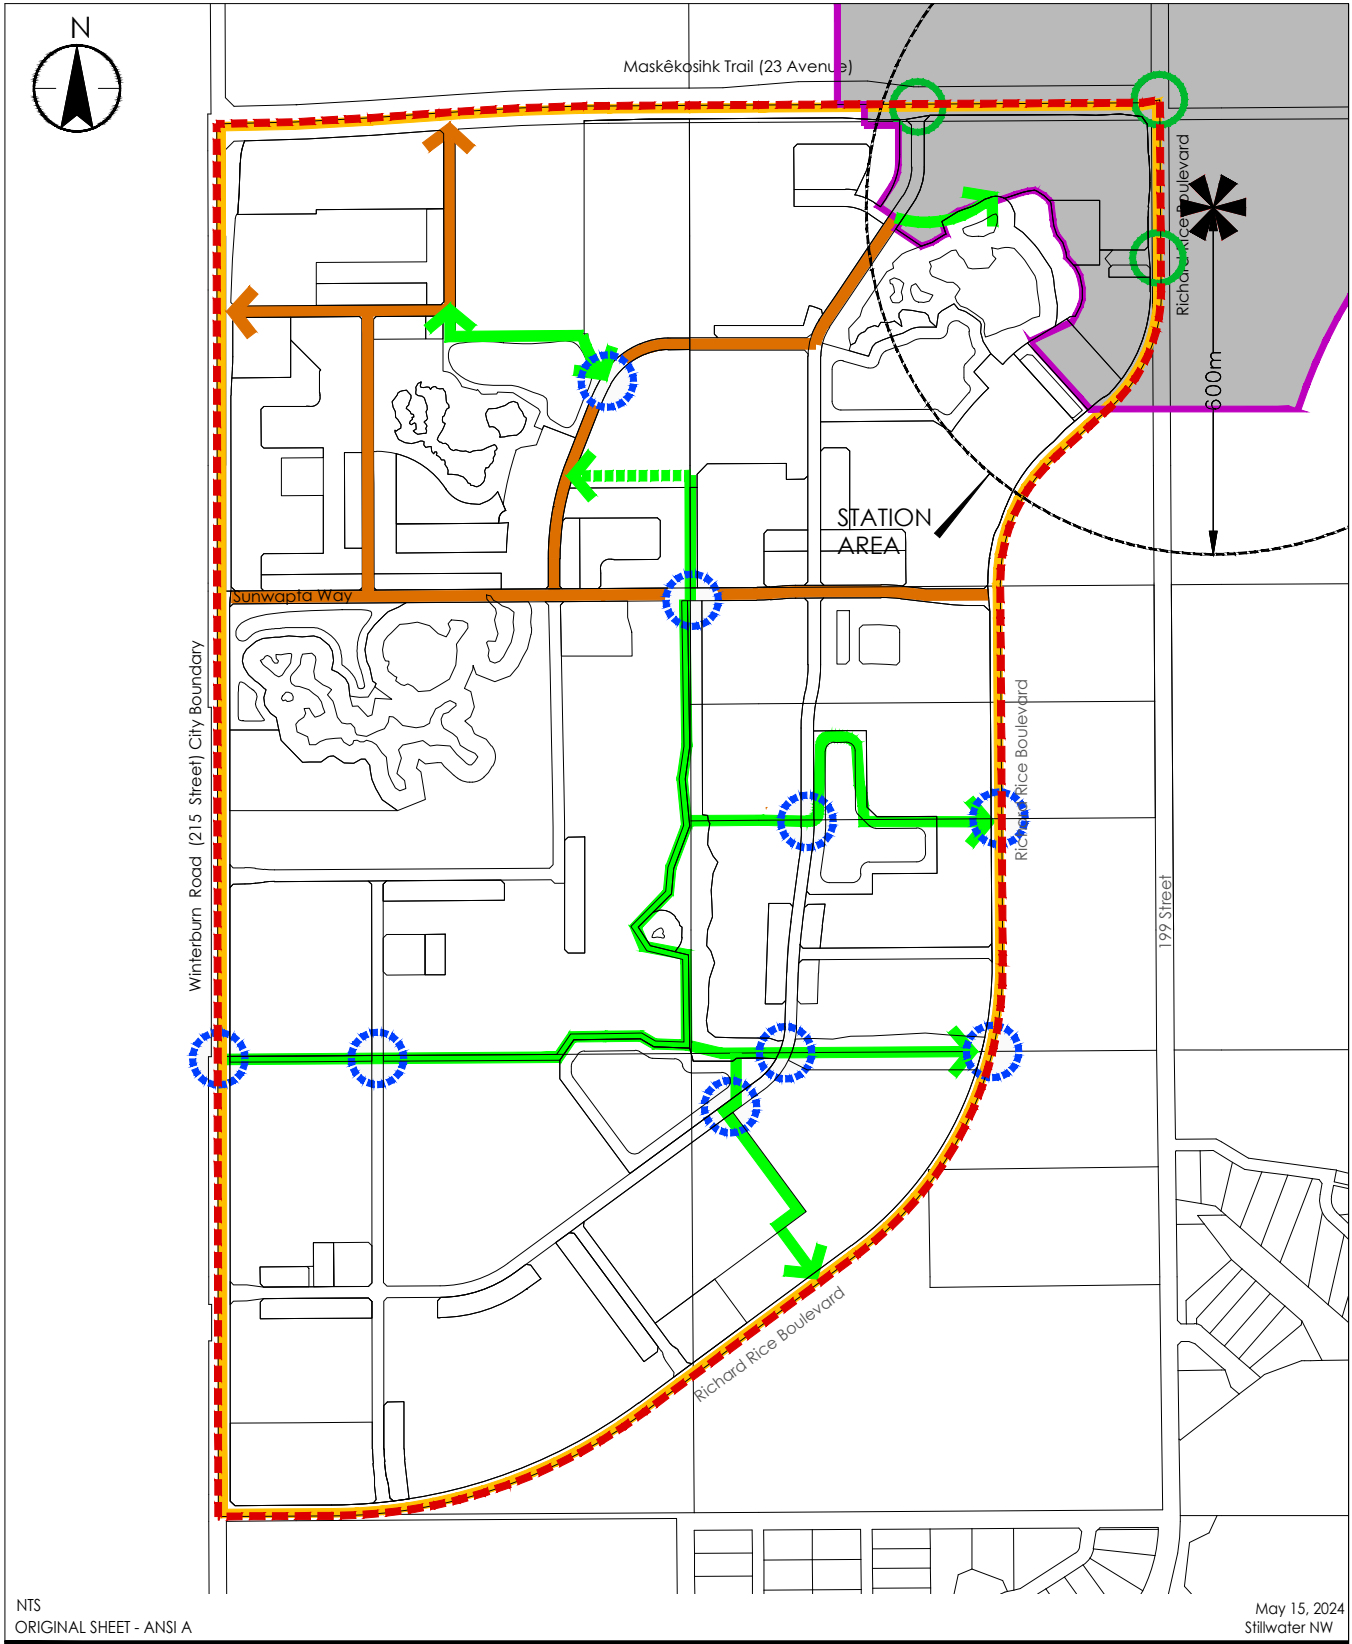 N
Maskêkosihk Trail (23 Avenue)
Richard Rice Boulevard
600m
STATION
AREA
Sunwapta Way
Winterburn Road (215 Street) City Boundary
Richard Rice Boulevard
199 Street
Richard Rice Boulevard
NTS
ORIGINAL SHEET - ANSI A
May 15, 2024
Stillwater NW